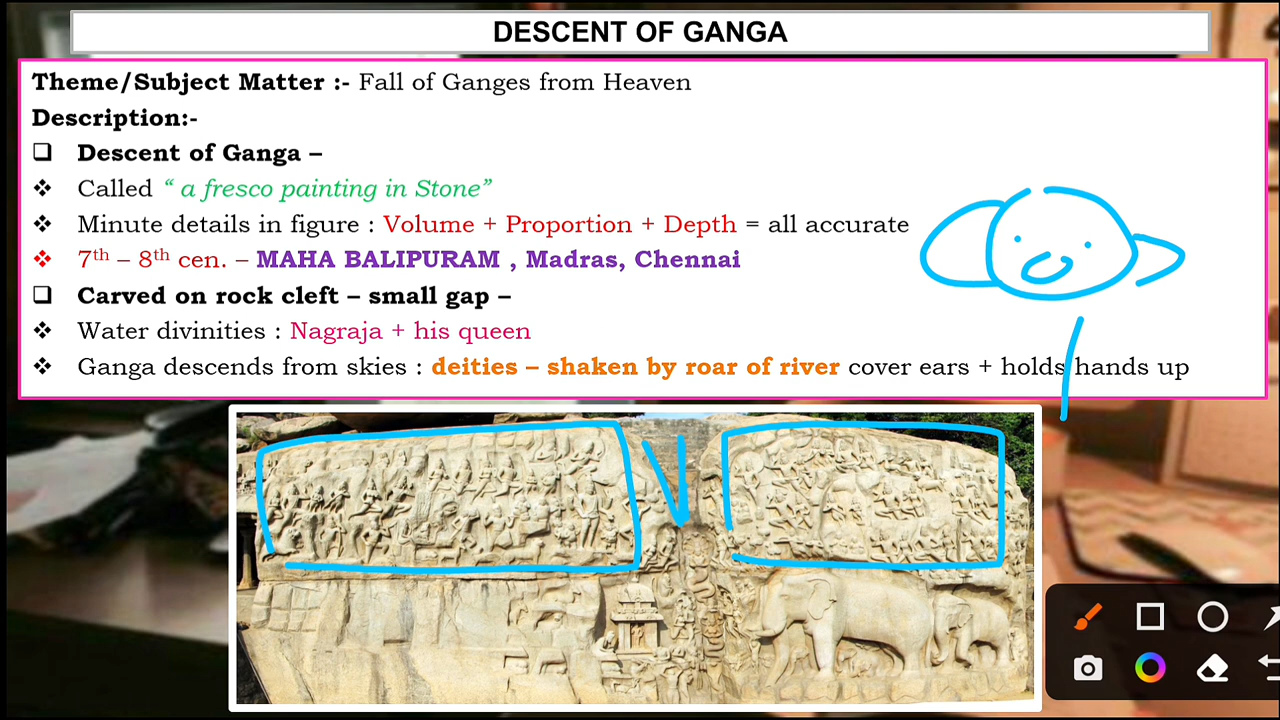 DESCENT OF GANGA
Theme/Subject Matter :- Fall of Ganges from Heaven
Description:-
❑ Descent of Ganga –
❖ Called “ a fresco painting in Stone”
❖ Minute details in figure : Volume + Proportion + Depth = all accurate
❖ 7th – 8th cen. – MAHA BALIPURAM , Madras, Chennai
❑ Carved on rock cleft – small gap –
❖ Water divinities : Nagraja + his queen
❖ Ganga descends from skies : deities – shaken by roar of river cover ears + holds hands up